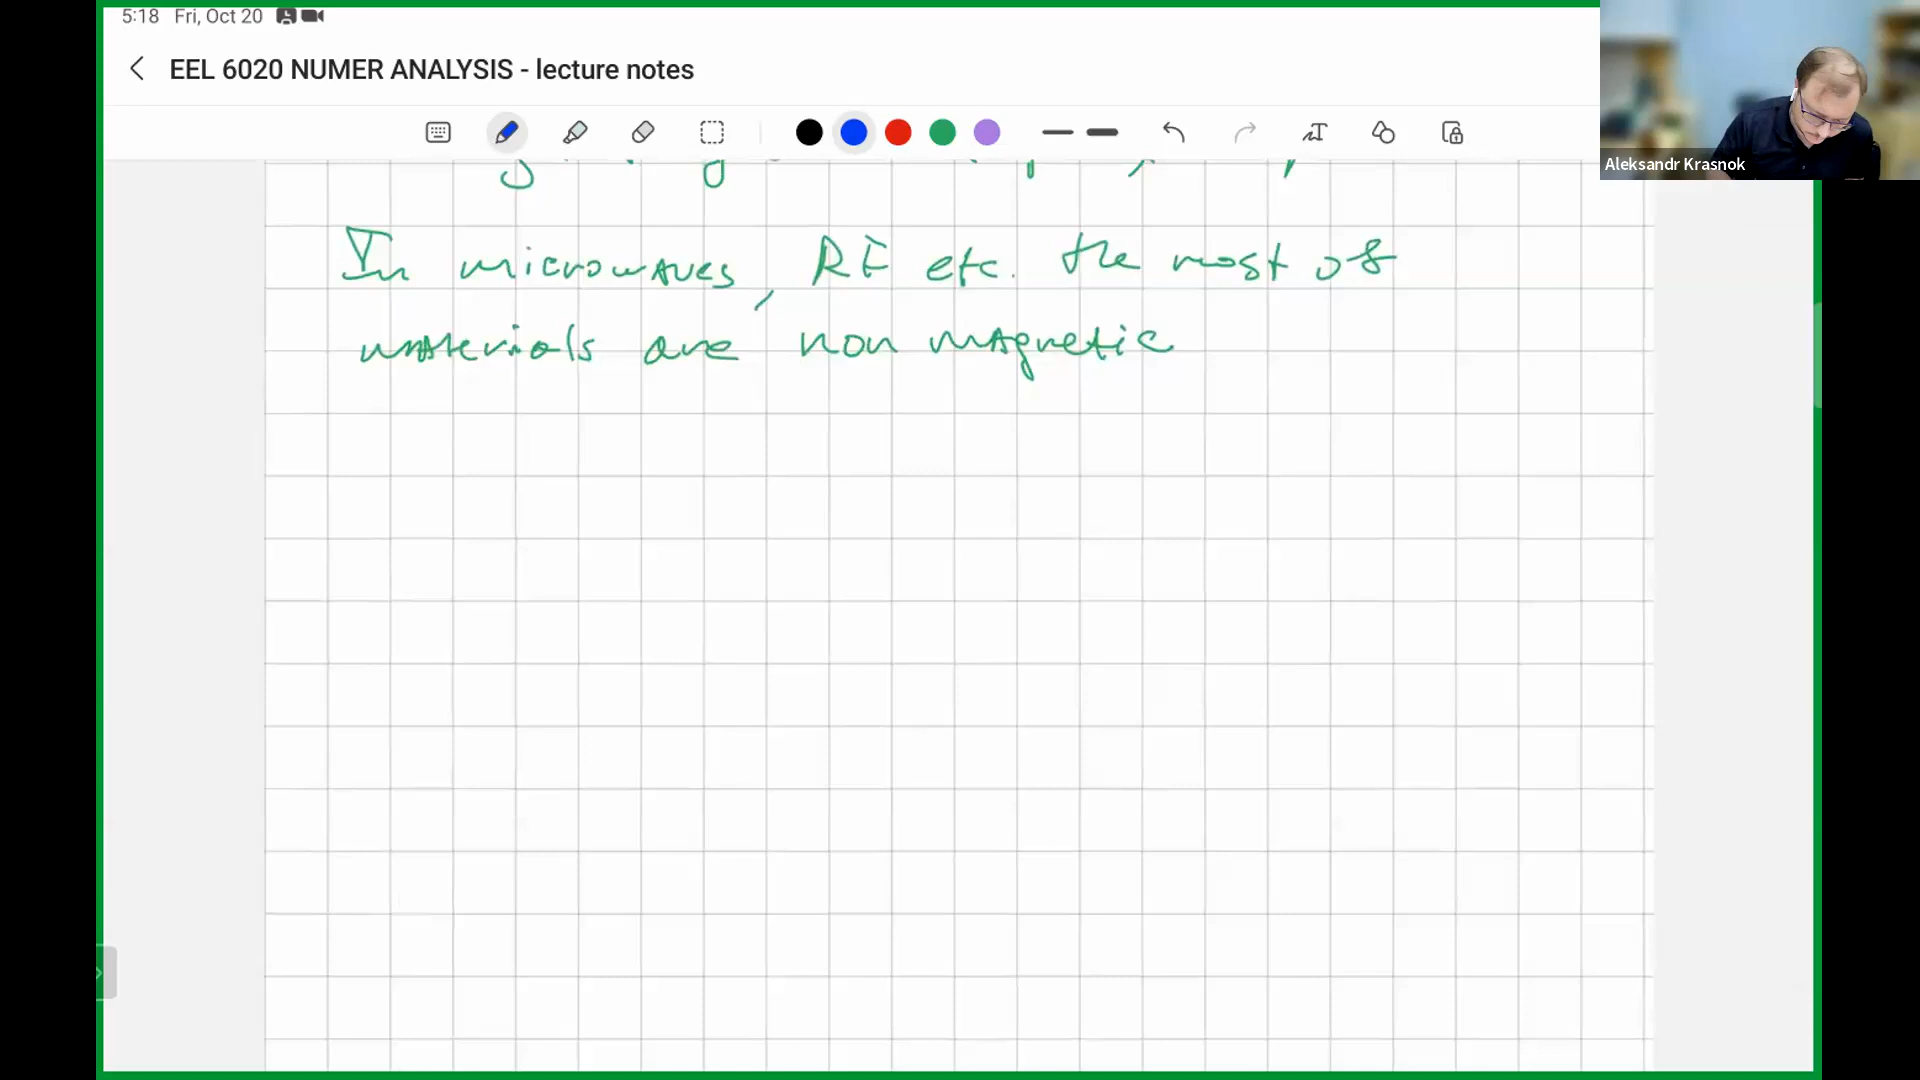 5:18 Fri, Oct 20
EEL 6020 NUMER ANALYSIS - lecture notes
Aleksandr Krasnok
In microwaves, RF etc. the most of
materials are non magnetic